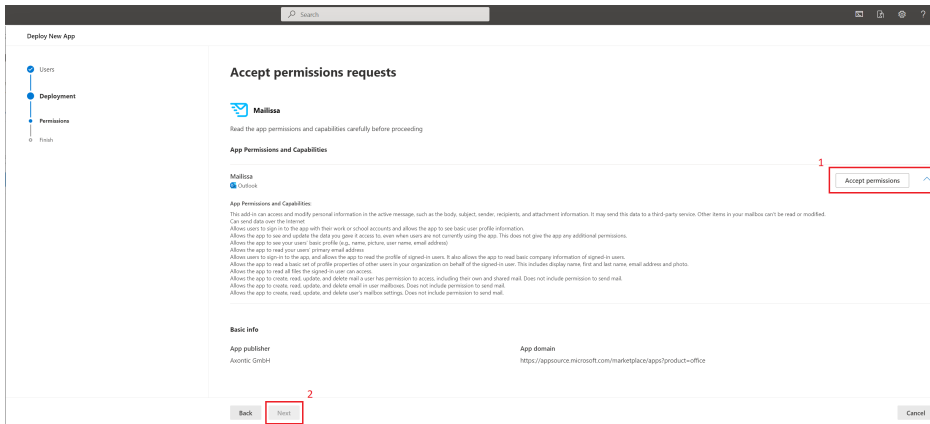 Search
?
Deploy New App
Users
Deployment
Permissions
Finish
Accept permissions requests
Mailissa
Read the app permissions and capabilities carefully before proceeding
App Permissions and Capabilities
1
Mailissa
Outlook
Accept permissions
App Permissions and Capabilities:
This add-in can access and modify personal information in the active message, such as the body, subject, sender, recipients, and attachment information. It may send this data to a third-party service. Other items in your mailbox can't be read or modified.
Can send data over the Internet
Allows users to sign in to the app with their work or school accounts and allows the app to see basic user profile information.
Allows the app to see and update the data you gave it access to, even when users are not currently using the app. This does not give the app any additional permissions.
Allows the app to see your users' basic profile (e.g., name, picture, user name, email address)
Allows the app to read your users' primary email address
Allows users to sign-in to the app, and allows the app to read the profile of signed-in users. It also allows the app to read basic company information of signed-in users.
Allows the app to read a basic set of profile properties of other users in your organization on behalf of the signed-in user. This includes display name, first and last name, email address and photo.
Allows the app to read all files the signed-in user can access.
Allows the app to create, read, update, and delete mail a user has permission to access, including their own and shared mail. Does not include permission to send mail.
Allows the app to create, read, update, and delete email in user mailboxes. Does not include permission to send mail.
Allows the app to create, read, update, and delete user's mailbox settings. Does not include permission to send mail.
Basic info
App publisher
App domain
Axontic GmbH
https://appsource.microsoft.com/marketplace/apps?product=office
2
Back
Next
Cancel